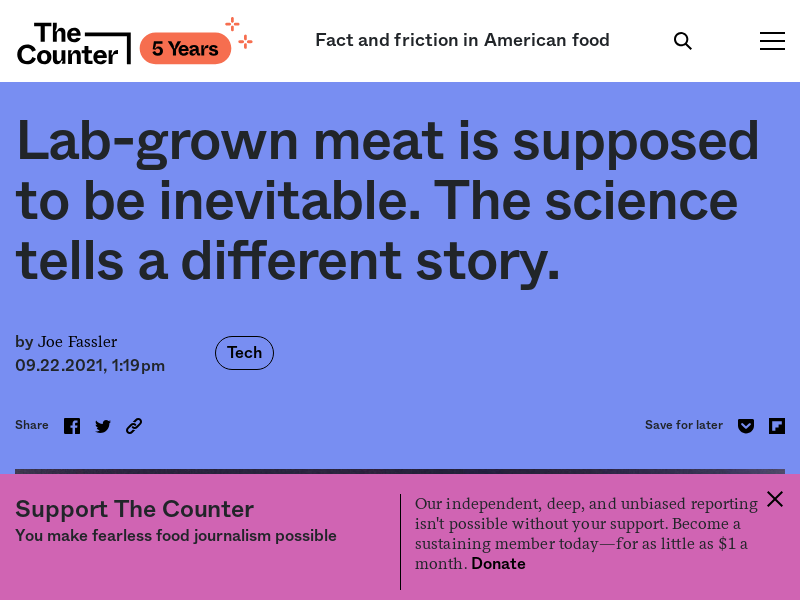 The
Counter
5 Years
Fact and friction in American food
Lab-grown meat is supposed
to be inevitable. The science
tells a different story.
by Joe Fassler
09.22.2021, 1:19pm
Tech
Share
Save for later
Support The Counter
You make fearless food journalism possible
Our independent, deep, and unbiased reporting
isn't possible without your support. Become a
sustaining member today—for as little as $1 a
month. Donate